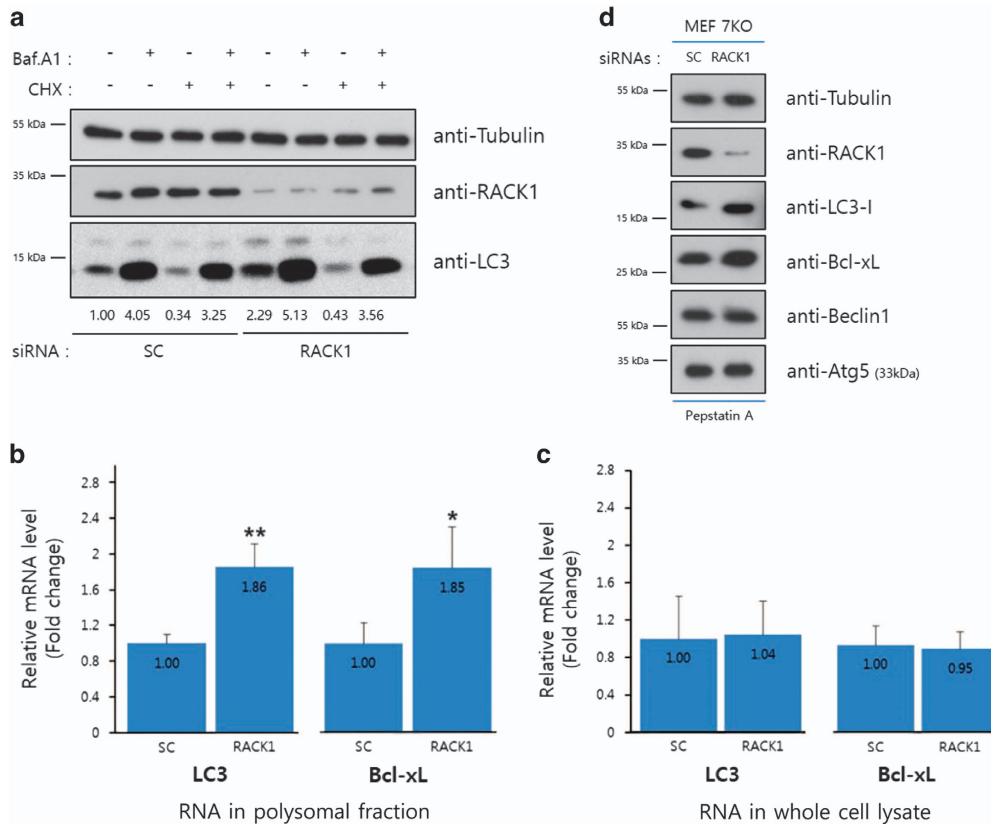 a
Baf.A1 : - + - + - + - +
CHX : - - + + - - + +
55 kDa anti-Tubulin
35 kDa anti-RACK1
15 kDa anti-LC3
1.00 4.05 0.34 3.25 2.29 5.13 0.43 3.56
siRNA : SC RACK1
d
MEF 7KO
siRNAs : SC RACK1
55 kDa anti-Tubulin
35 kDa anti-RACK1
15 kDa anti-LC3-I
25 kDa anti-Bcl-xL
55 kDa anti-Beclin1
35 kDa anti-Atg5 (33kDa)
Pepstatin A
b
Relative mRNA level
(Fold change)
2.8
2.4
2
1.6
1.2
0.8
0.4
0
** *
1.00 1.86 1.00 1.85
SC RACK1 SC RACK1
LC3 Bcl-xL
RNA in polysomal fraction
c
Relative mRNA level
(Fold change)
2.8
2.4
2
1.6
1.2
0.8
0.4
0
1.00 1.04 1.00 0.95
SC RACK1 SC RACK1
LC3 Bcl-xL
RNA in whole cell lysate